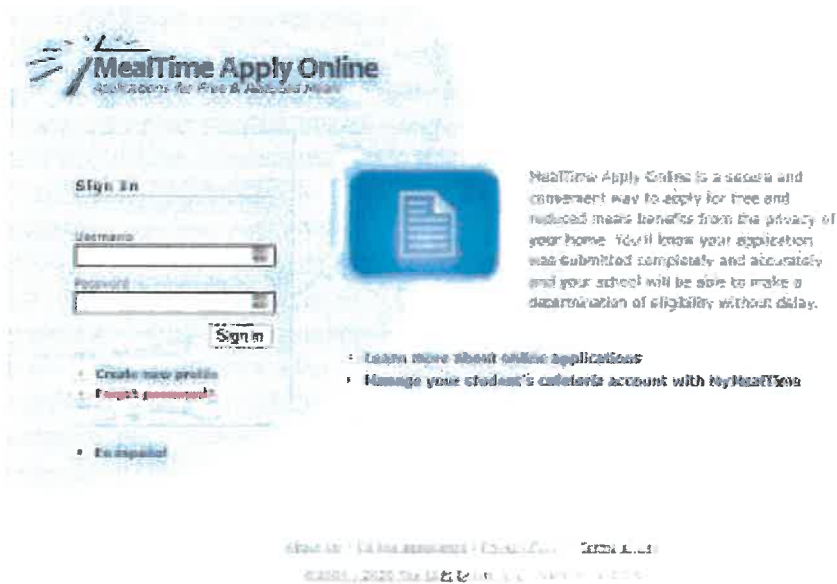 MealTime Apply Online
Applications for Free & Reduced Meals
Sign In
Username
Password
Sign in
Create new profile
Forgot password?
En español
MealTime Apply Online is a secure and
convenient way to apply for free and
reduced meals benefits from the privacy of
your home. You'll know your application
was submitted completely and accurately
and your school will be able to make a
determination of eligibility without delay.
Learn more about online applications
Manage your student's cafeteria account with MyMealTime